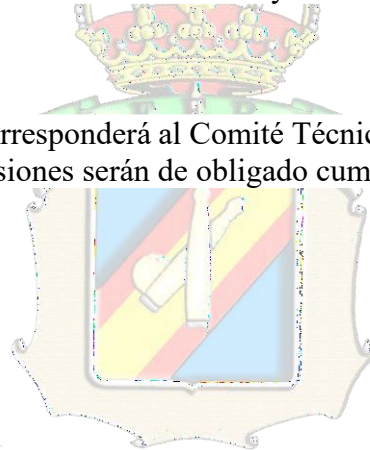 rresponderá al Comité Técnic
siones serán de obligado cum